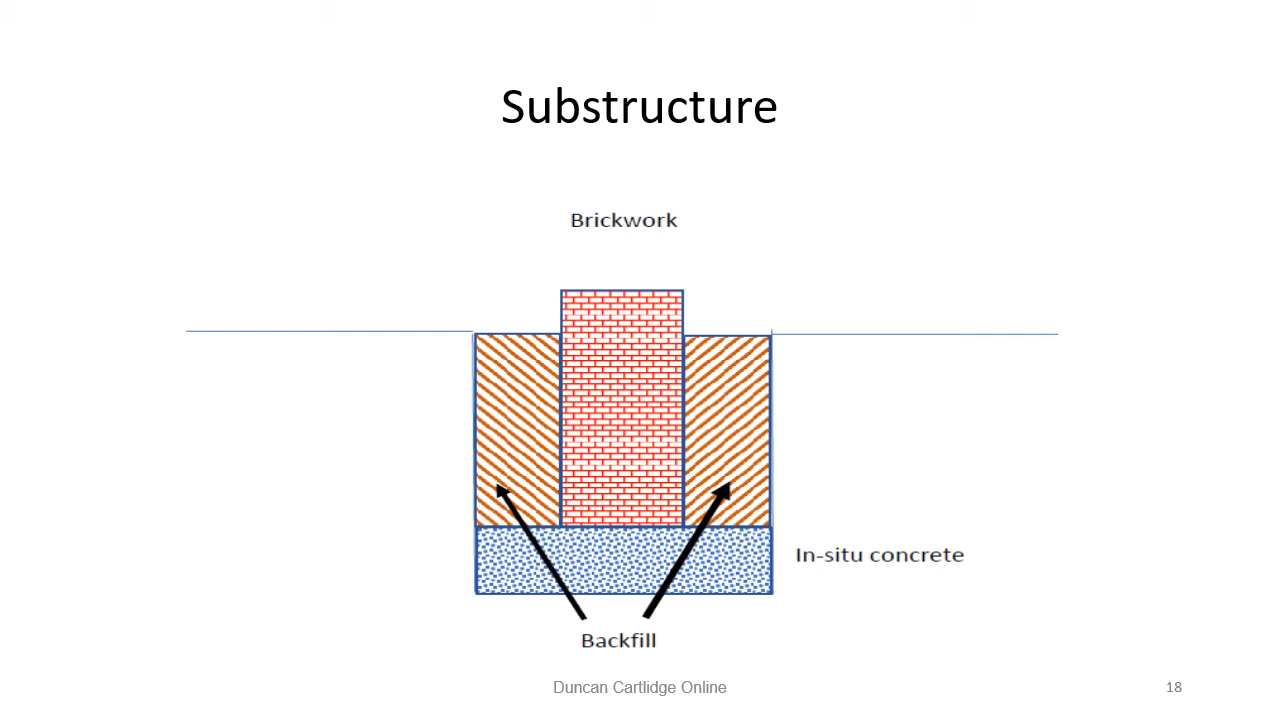 Substructure
Brickwork
In-situ concrete
Backfill
Duncan Cartlidge Online
18